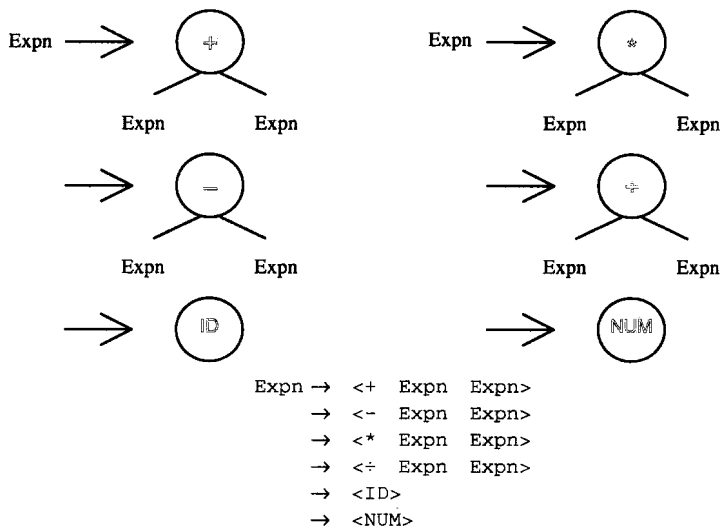 Expn → + Expn → *
Expn Expn Expn Expn
→ − → ÷
Expn Expn Expn Expn
→ ID → NUM
Expn → <+ Expn Expn>
→ <- Expn Expn>
→ <* Expn Expn>
→ <÷ Expn Expn>
→ <ID>
→ <NUM>